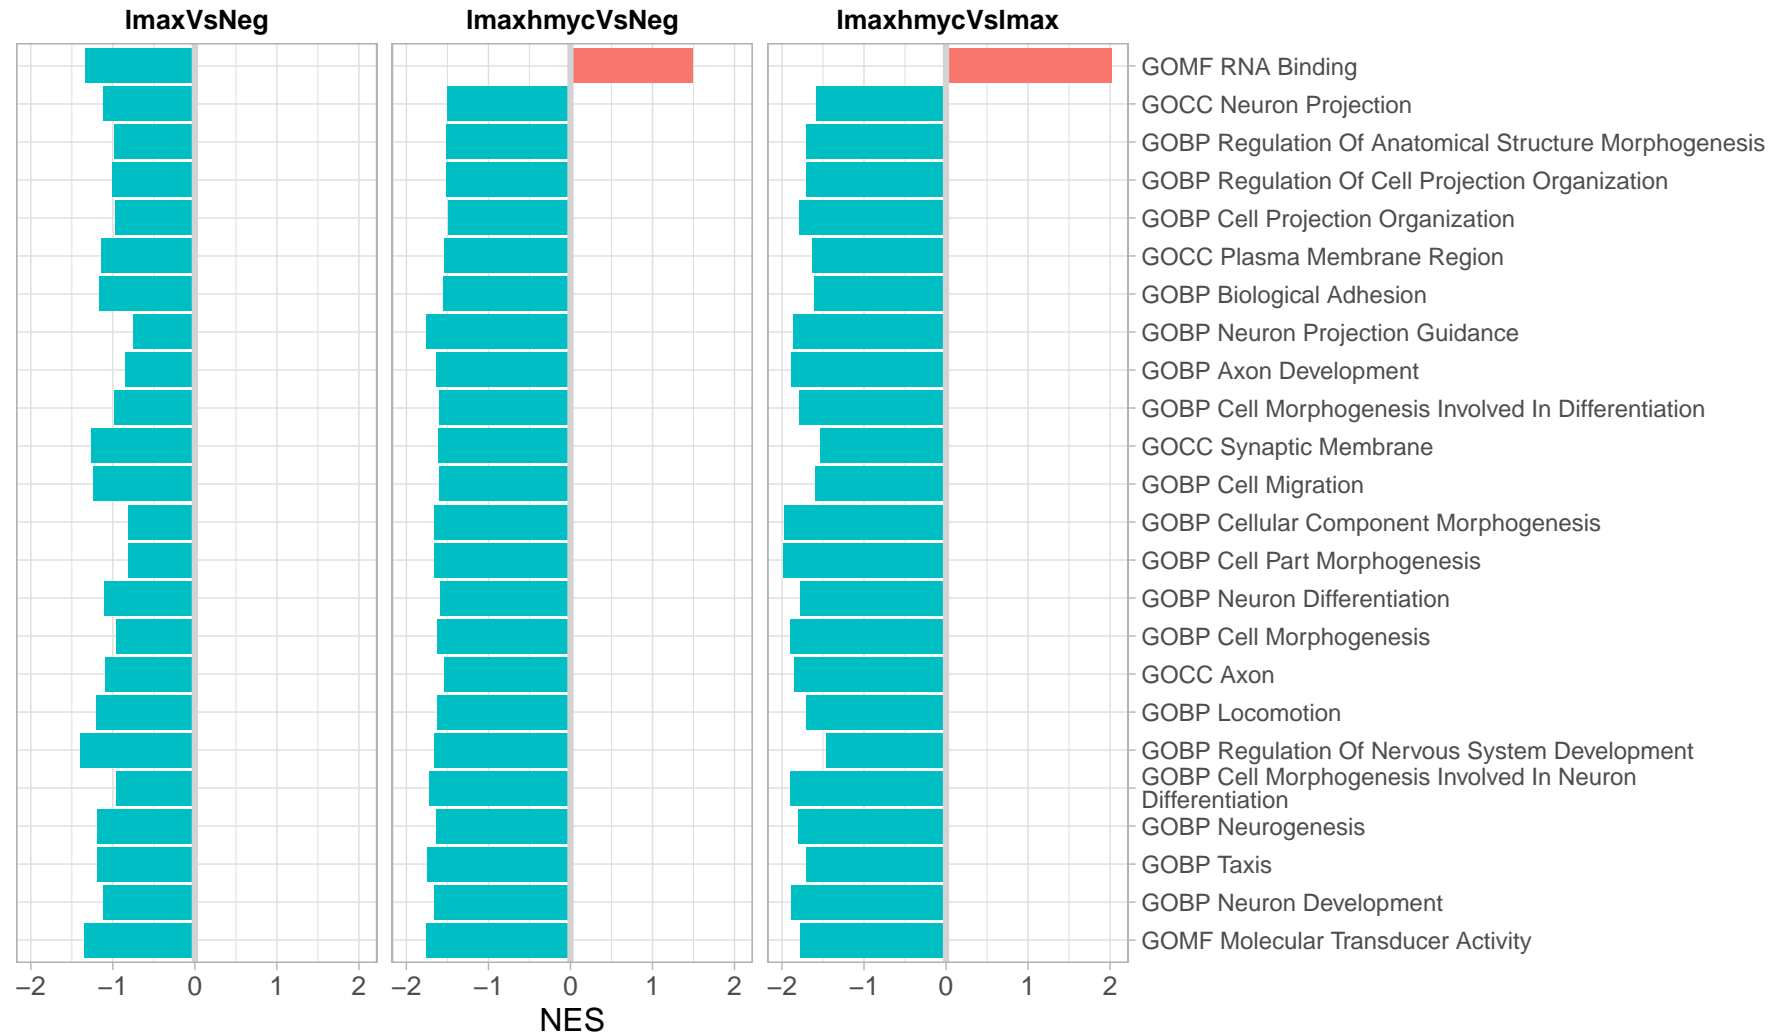 ImaxVsNeg
ImaxhmycVsNeg
ImaxhmycVsImax
GOMF RNA Binding
GOCC Neuron Projection
GOBP Regulation Of Anatomical Structure Morphogenesis
GOBP Regulation Of Cell Projection Organization
GOBP Cell Projection Organization
GOCC Plasma Membrane Region
GOBP Biological Adhesion
GOBP Neuron Projection Guidance
GOBP Axon Development
GOBP Cell Morphogenesis Involved In Differentiation
GOCC Synaptic Membrane
GOBP Cell Migration
GOBP Cellular Component Morphogenesis
GOBP Cell Part Morphogenesis
GOBP Neuron Differentiation
GOBP Cell Morphogenesis
GOCC Axon
GOBP Locomotion
GOBP Regulation Of Nervous System Development
GOBP Cell Morphogenesis Involved In Neuron
Differentiation
GOBP Neurogenesis
GOBP Taxis
GOBP Neuron Development
GOMF Molecular Transducer Activity
−2 −1 0 1 2
−2 −1 0 1 2
−2 −1 0 1 2
NES